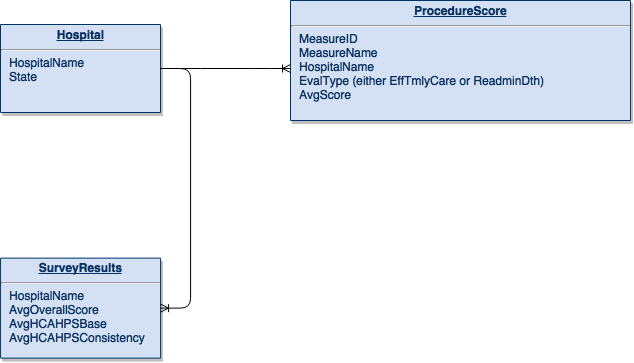 Hospital
HospitalName
State
ProcedureScore
MeasureID
MeasureName
HospitalName
EvalType (either EffTmlyCare or ReadminDth)
AvgScore
SurveyResults
HospitalName
AvgOverallScore
AvgHCAHPSBase
AvgHCAHPSConsistency